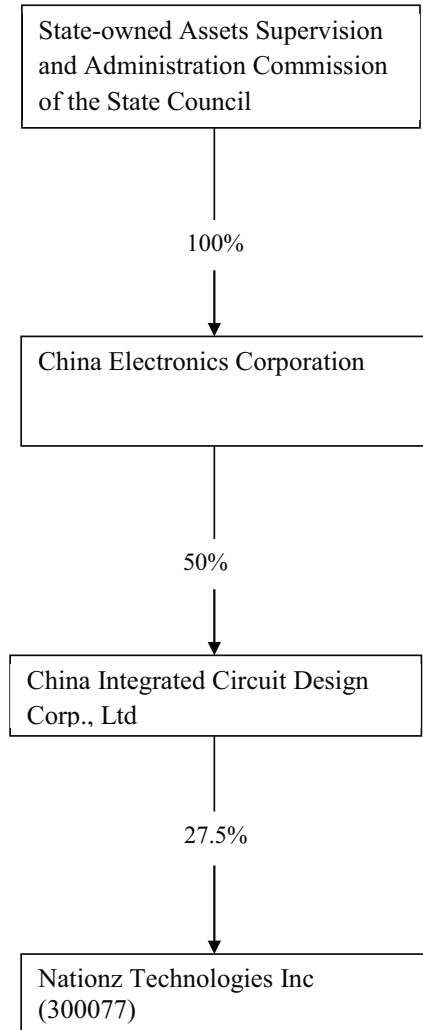 State-owned Assets Supervision
and Administration Commission
of the State Council
100%
China Electronics Corporation
50%
China Integrated Circuit Design
Corp., Ltd
27.5%
Nationz Technologies Inc
(300077)